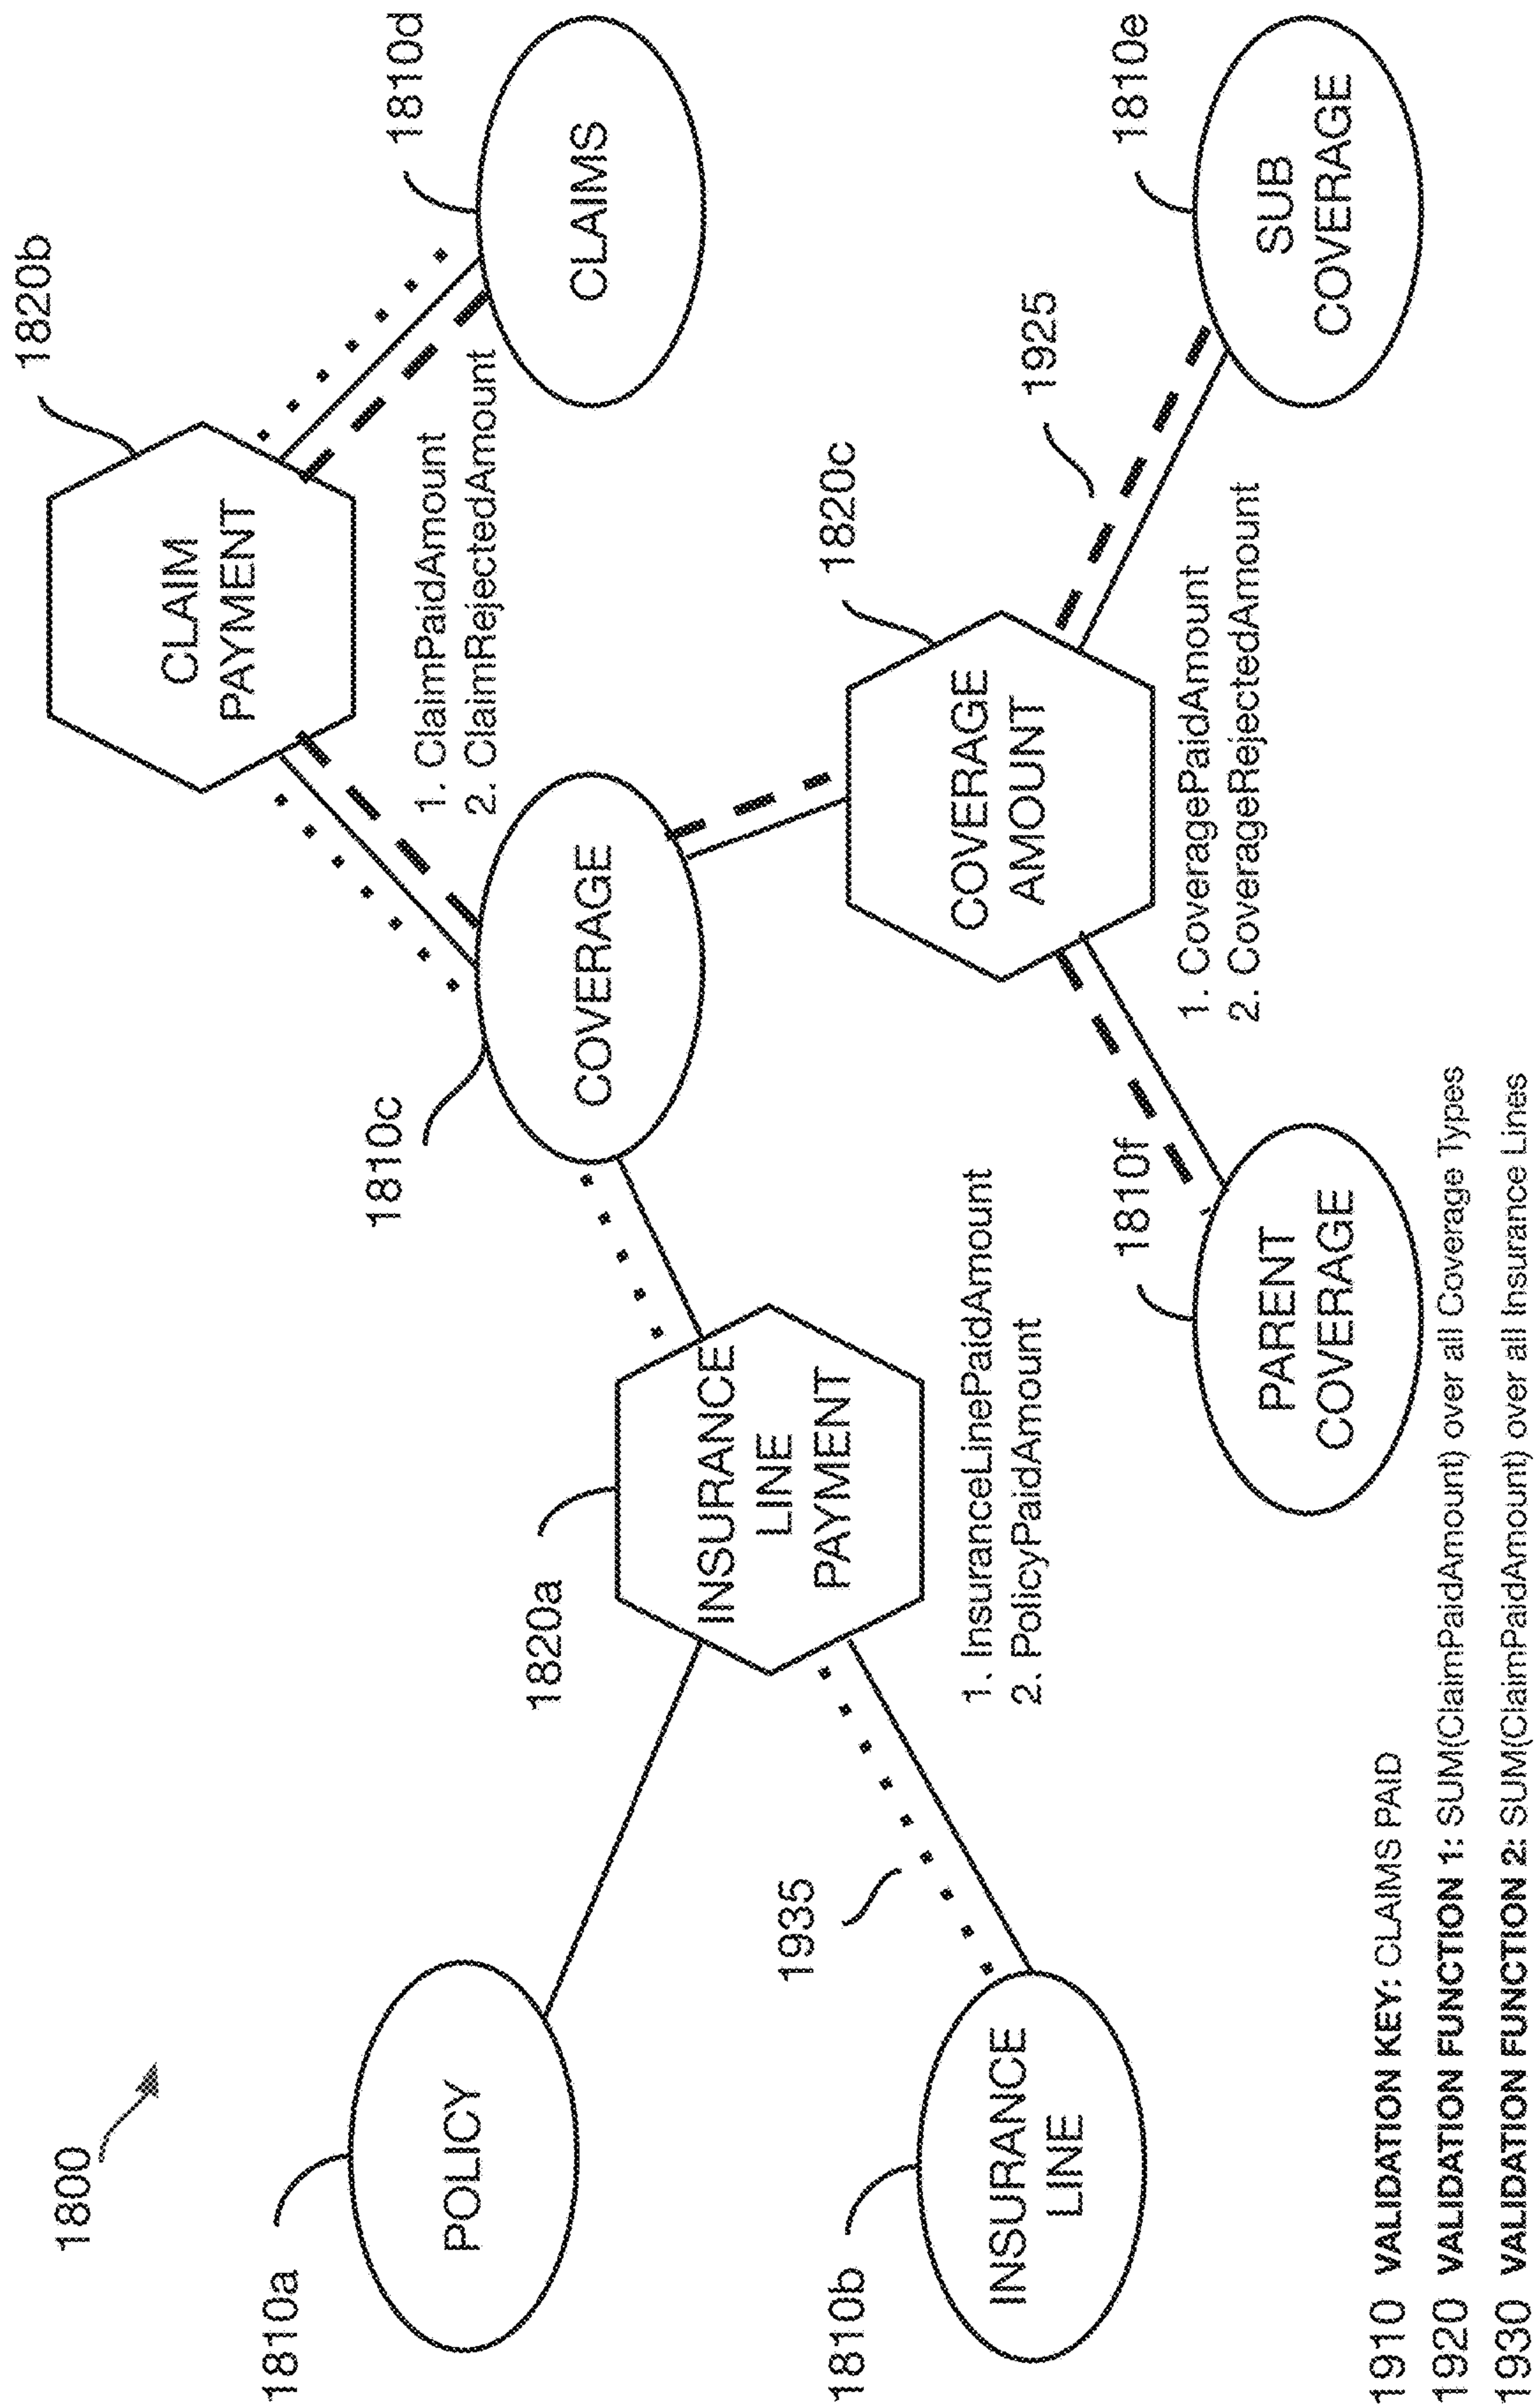 1800
1810a
POLICY
1810b
INSURANCE
LINE
1820a
INSURANCE
LINE
PAYMENT
1. InsuranceLinePaidAmount
2. PolicyPaidAmount
1935
1810c
COVERAGE
1820b
CLAIM
PAYMENT
1. ClaimPaidAmount
2. ClaimRejectedAmount
1810d
CLAIMS
1820c
COVERAGE
AMOUNT
1. CoveragePaidAmount
2. CoverageRejectedAmount
1925
1810e
SUB
COVERAGE
1810f
PARENT
COVERAGE
1910 VALIDATION KEY: CLAIMS PAID
1920 VALIDATION FUNCTION 1: SUM(ClaimPaidAmount) over all Coverage Types
1930 VALIDATION FUNCTION 2: SUM(ClaimPaidAmount) over all Insurance Lines